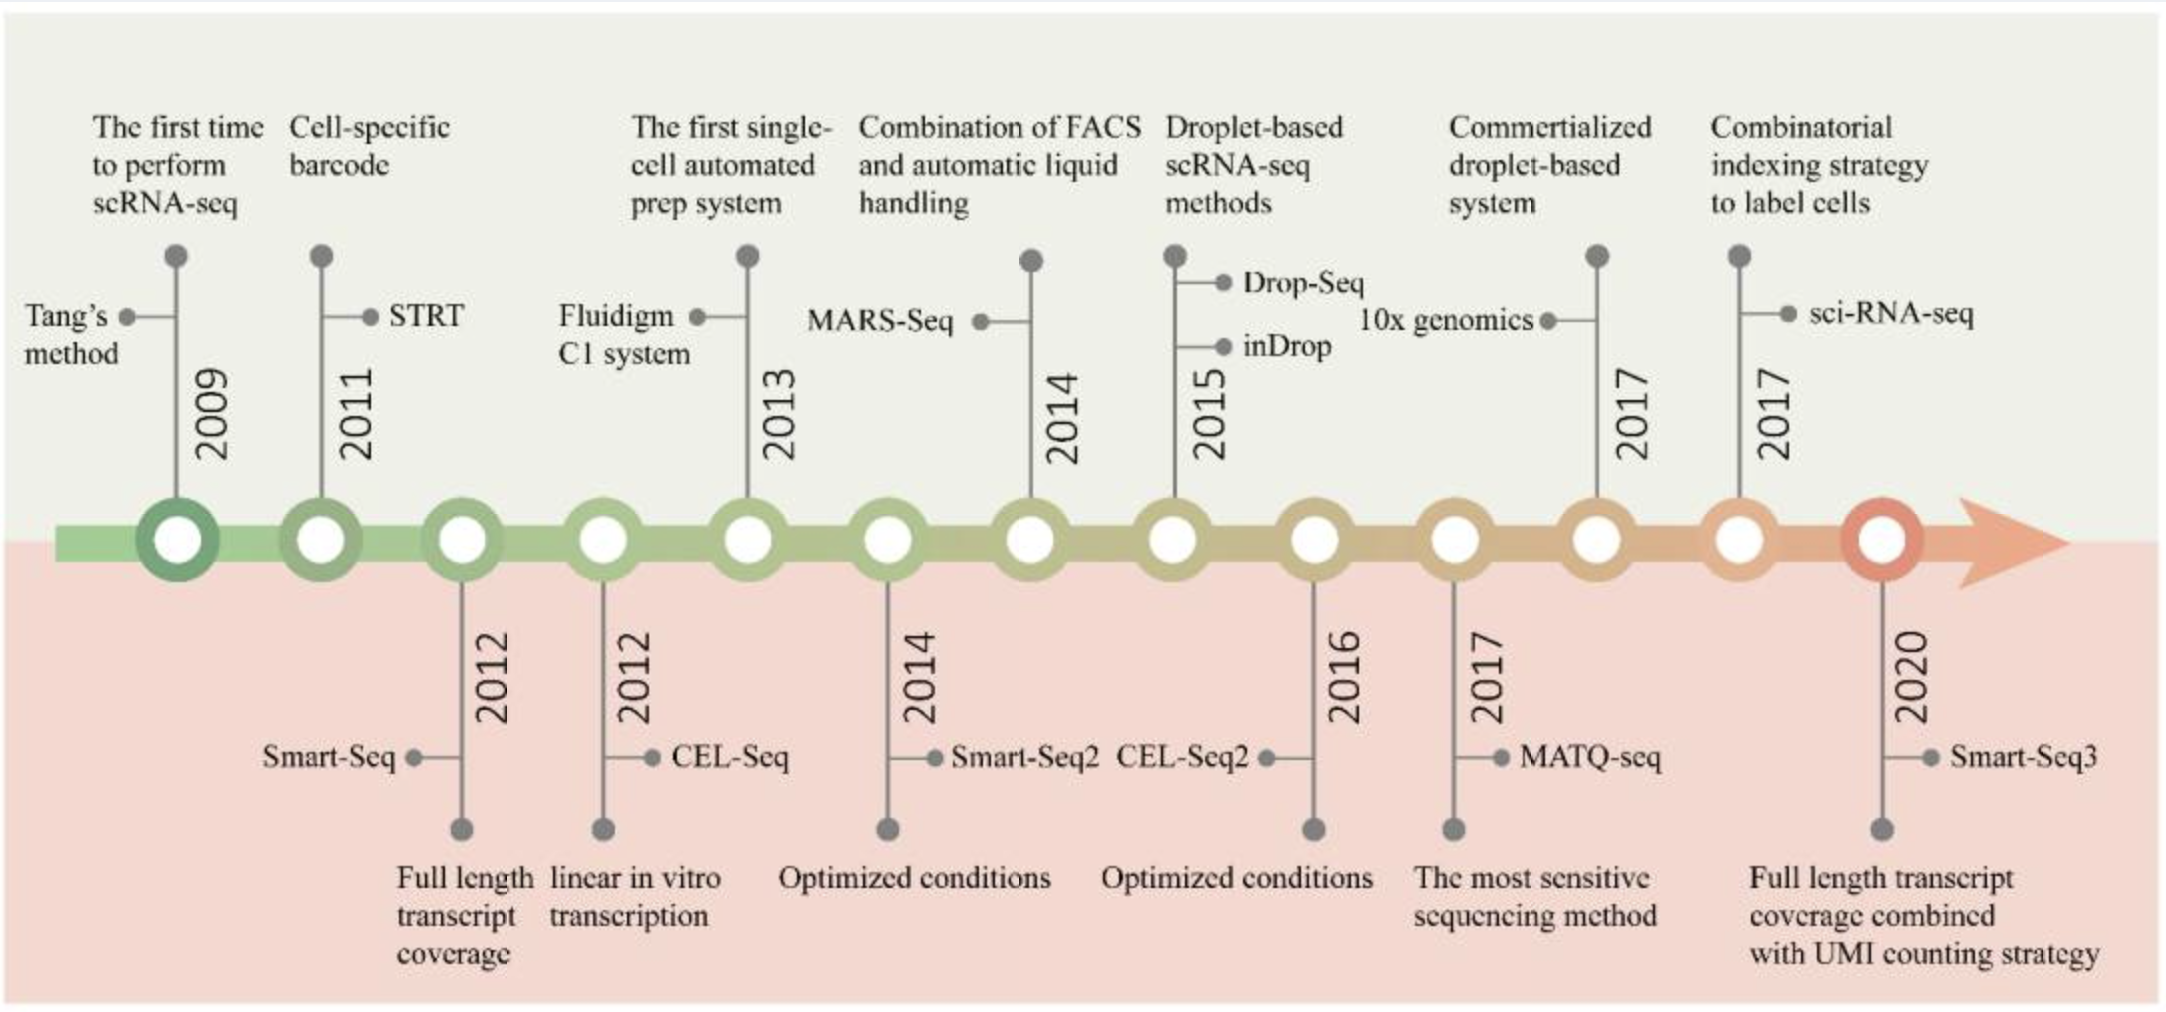 The first time
to perform
scRNA-seq
Cell-specific
barcode
The first single-
cell automated
prep system
Combination of FACS
and automatic liquid
handling
Droplet-based
scRNA-seq
methods
Commertialized
droplet-based
system
Combinatorial
indexing strategy
to label cells
Tang's
method
STRT
Fluidigm
C1 system
MARS-Seq
Drop-Seq
inDrop
10x genomics
sci-RNA-seq
2009
2011
2013
2014
2015
2017
2017
2012
2012
2014
2016
2017
2020
Smart-Seq
CEL-Seq
Smart-Seq2
CEL-Seq2
MATQ-seq
Smart-Seq3
Full length
transcript
coverage
linear in vitro
transcription
Optimized conditions
Optimized conditions
The most sensitive
sequencing method
Full length transcript
coverage combined
with UMI counting strategy